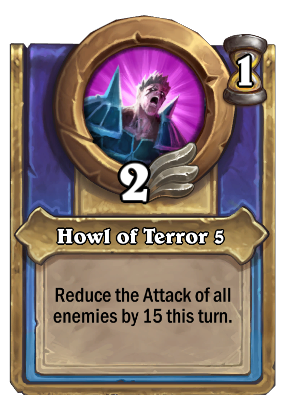 1
2
Howl of Terror 5
Reduce the Attack of all
enemies by 15 this turn.